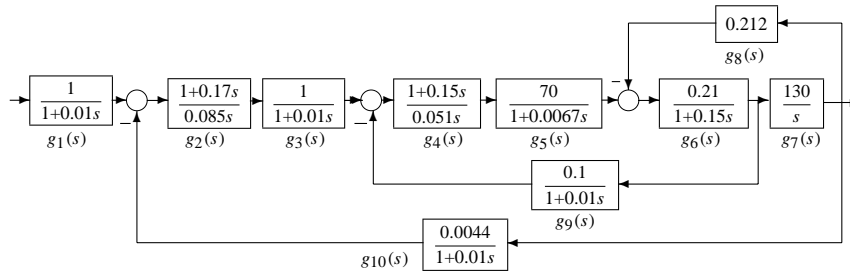 0.212
g8(s)
−
1 1+0.17s 1 1+0.15s 70 0.21 130
1+0.01s 0.085s 1+0.01s 0.051s 1+0.0067s 1+0.15s s
− −
g1(s) g2(s) g3(s) g4(s) g5(s) g6(s) g7(s)
0.1
1+0.01s
g9(s)
0.0044
1+0.01s
g10(s)